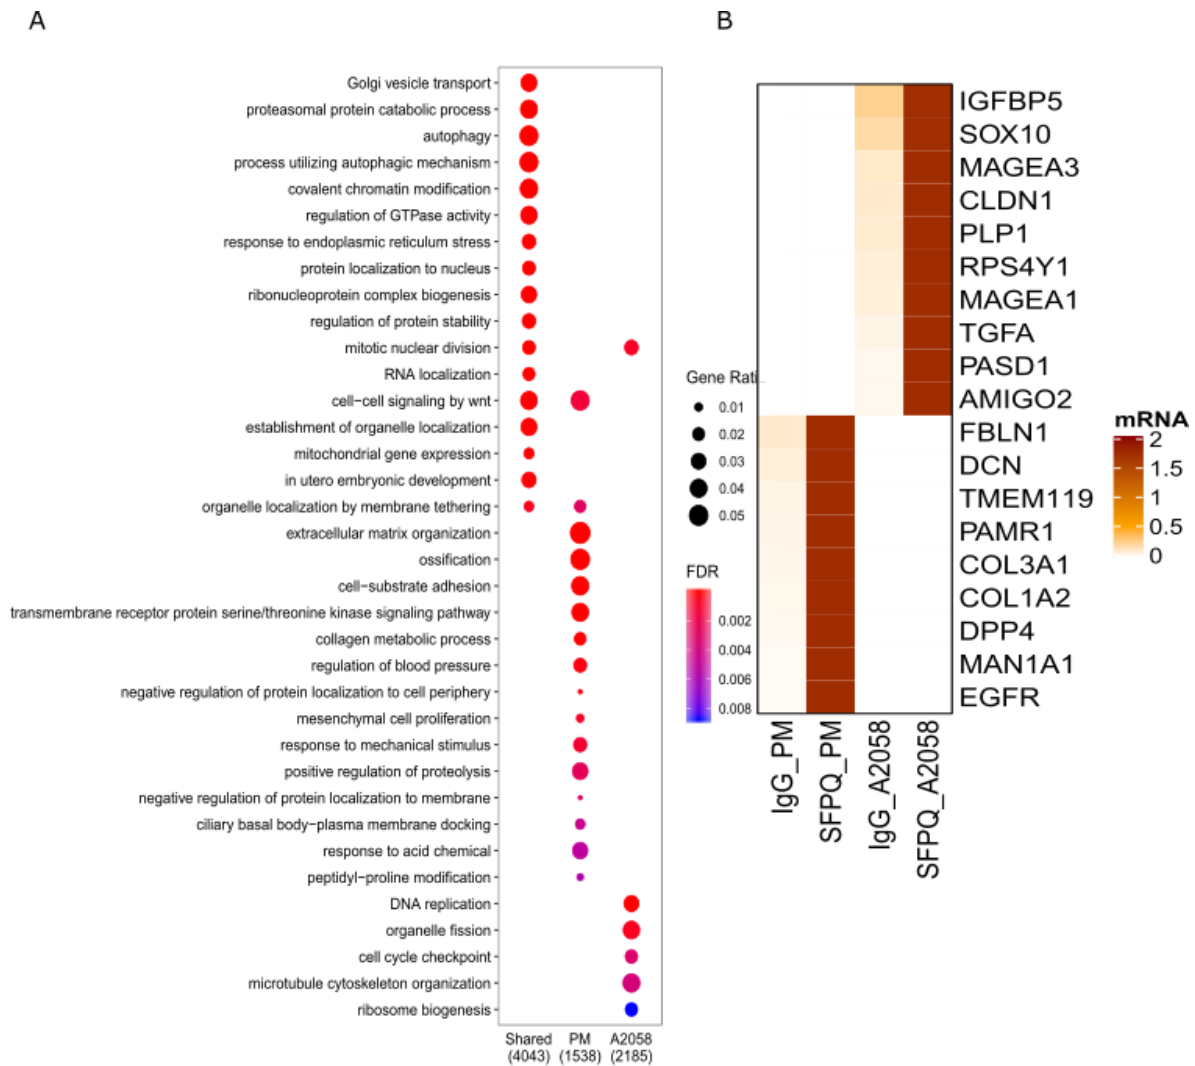 A
B
Golgi vesicle transport
proteasomal protein catabolic process
autophagy
process utilizing autophagic mechanism
covalent chromatin modification
regulation of GTPase activity
response to endoplasmic reticulum stress
protein localization to nucleus
ribonucleoprotein complex biogenesis
regulation of protein stability
mitotic nuclear division
RNA localization
cell−cell signaling by wnt
establishment of organelle localization
mitochondrial gene expression
in utero embryonic development
organelle localization by membrane tethering
extracellular matrix organization
ossification
cell−substrate adhesion
transmembrane receptor protein serine/threonine kinase signaling pathway
collagen metabolic process
regulation of blood pressure
negative regulation of protein localization to cell periphery
mesenchymal cell proliferation
response to mechanical stimulus
positive regulation of proteolysis
negative regulation of protein localization to membrane
ciliary basal body−plasma membrane docking
response to acid chemical
peptidyl−proline modification
DNA replication
organelle fission
cell cycle checkpoint
microtubule cytoskeleton organization
ribosome biogenesis
Shared PM A2058
(4043) (1538) (2185)
Gene Rati
0.01
0.02
0.03
0.04
0.05
FDR
0.002
0.004
0.006
0.008
IGFBP5
SOX10
MAGEA3
CLDN1
PLP1
RPS4Y1
MAGEA1
TGFA
PASD1
AMIGO2
FBLN1
DCN
TMEM119
PAMR1
COL3A1
COL1A2
DPP4
MAN1A1
EGFR
IgG_PM
SFPQ_PM
IgG_A2058
SFPQ_A2058
mRNA
2
1.5
1
0.5
0